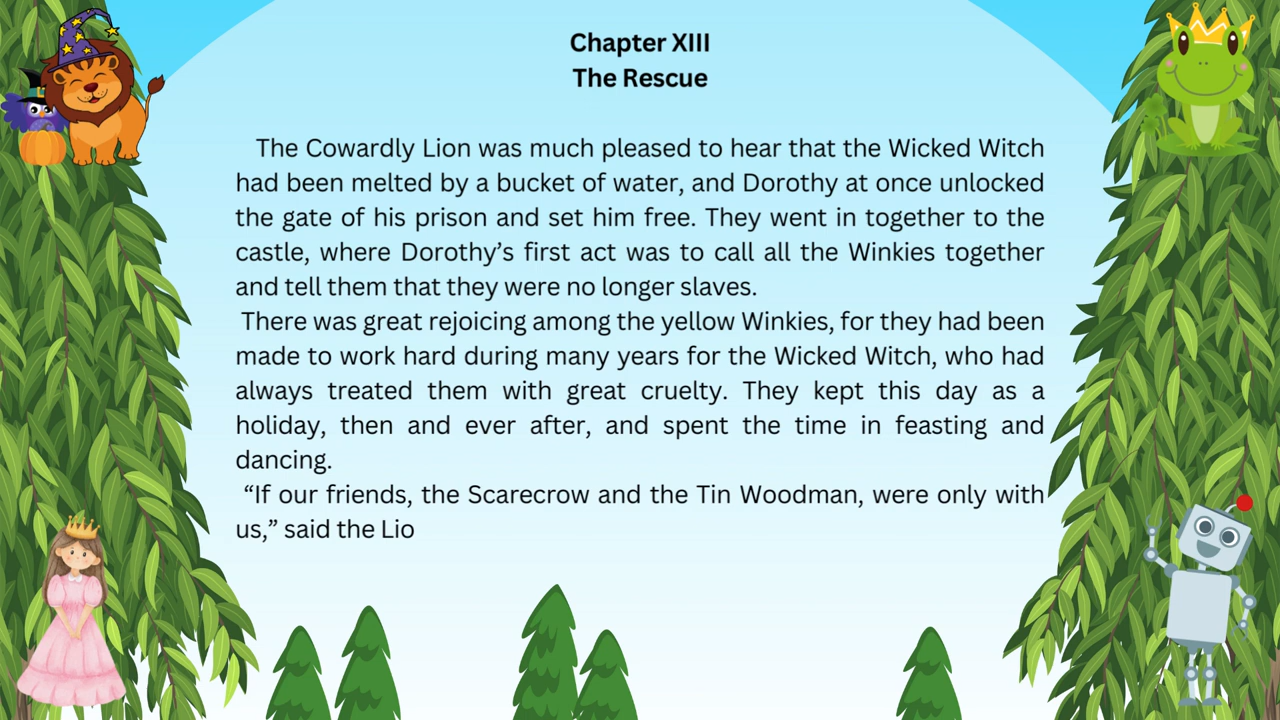 Chapter XIII
The Rescue
The Cowardly Lion was much pleased to hear that the Wicked Witch
had been melted by a bucket of water, and Dorothy at once unlocked
the gate of his prison and set him free. They went in together to the
castle, where Dorothy’s first act was to call all the Winkies together
and tell them that they were no longer slaves.
There was great rejoicing among the yellow Winkies, for they had been
made to work hard during many years for the Wicked Witch, who had
always treated them with great cruelty. They kept this day as a
holiday, then and ever after, and spent the time in feasting and
dancing.
“If our friends, the Scarecrow and the Tin Woodman, were only with
us,” said the Lio